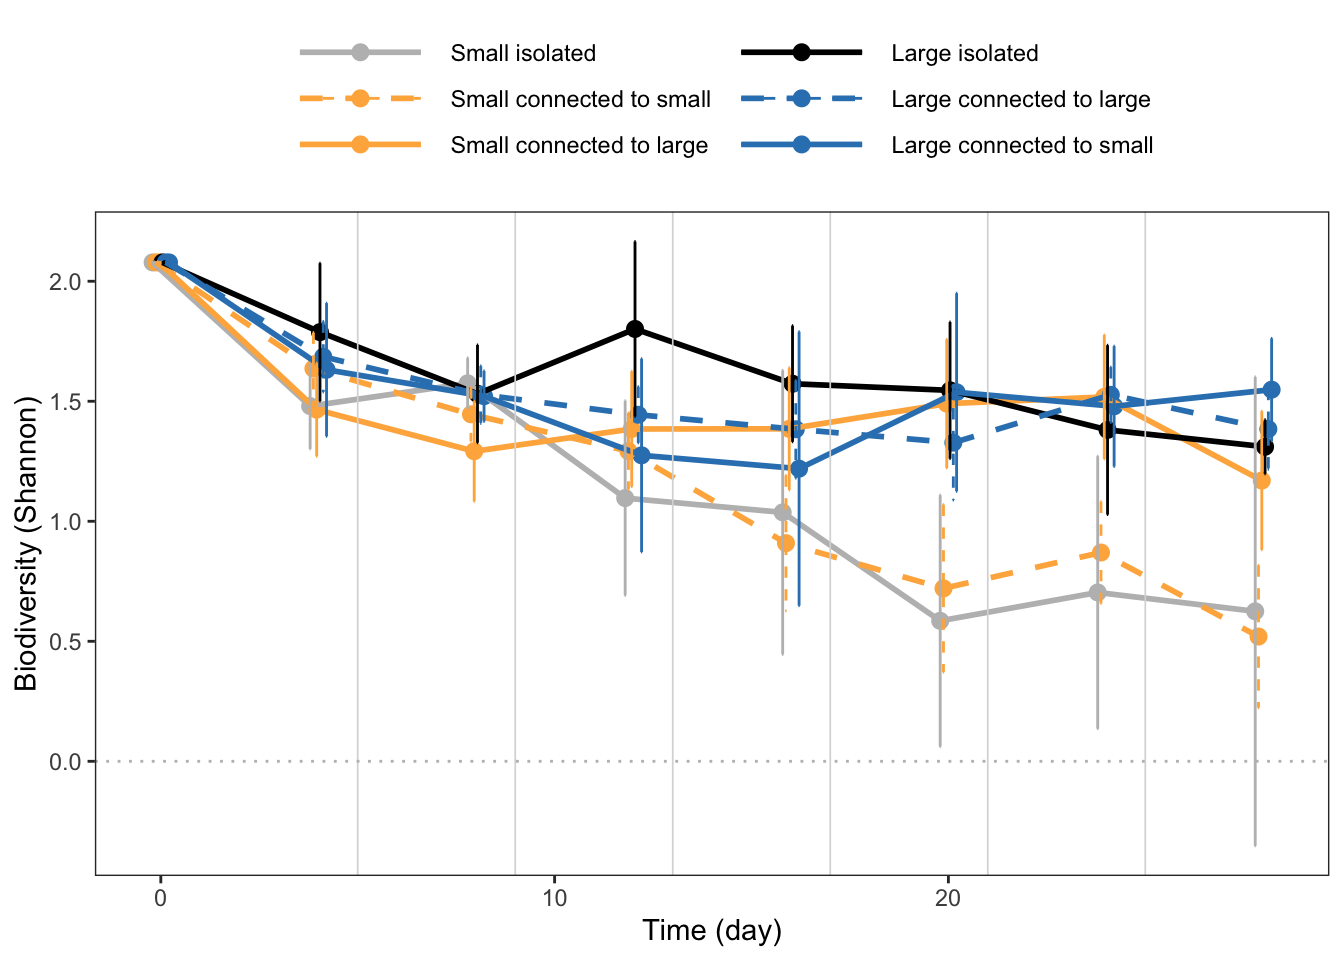 Small isolated
Large isolated
Small connected to small
Large connected to large
Small connected to large
Large connected to small
Biodiversity (Shannon)
2.0
1.5
1.0
0.5
0.0
0
10
20
Time (day)